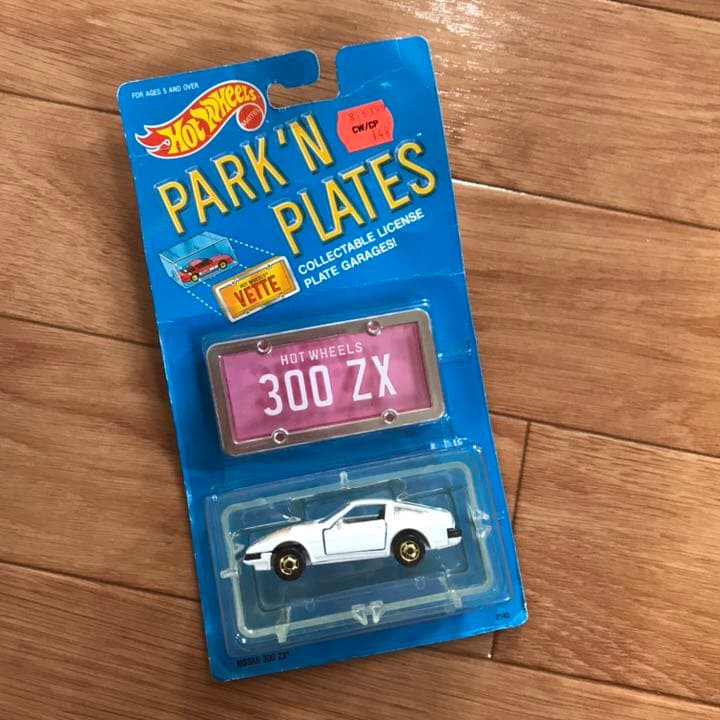 FOR AGES 5 AND OVER
HOT WHEELS
MATTEL
CW/CP
PARK'N
PLATES
COLLECTABLE LICENSE
PLATE GARAGES!
HOT WHEELS
VETTE
HOT WHEELS
300 ZX
NISSAN 300 ZX